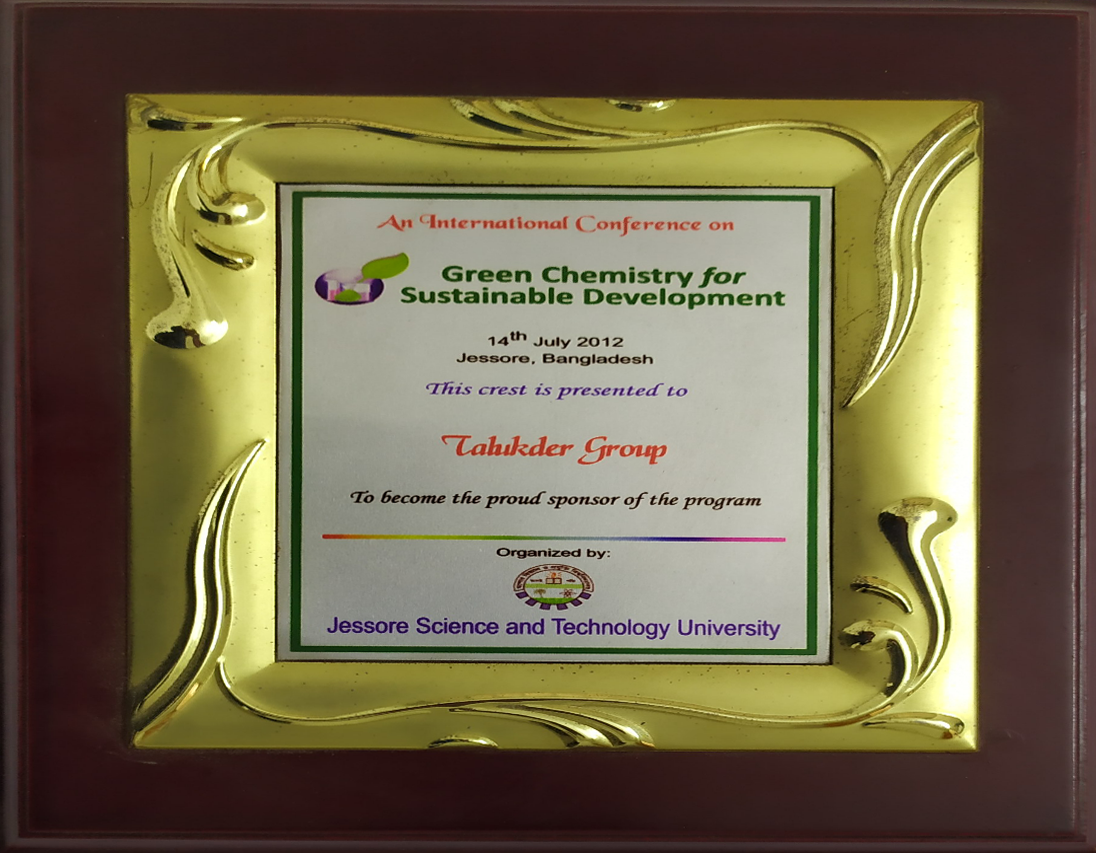 An International Conference on
Green Chemistry for
Sustainable Development
14th July 2012
Jessore, Bangladesh
This crest is presented to
Talukder Group
To become the proud sponsor of the program
Organized by:
Jessore Science and Technology University